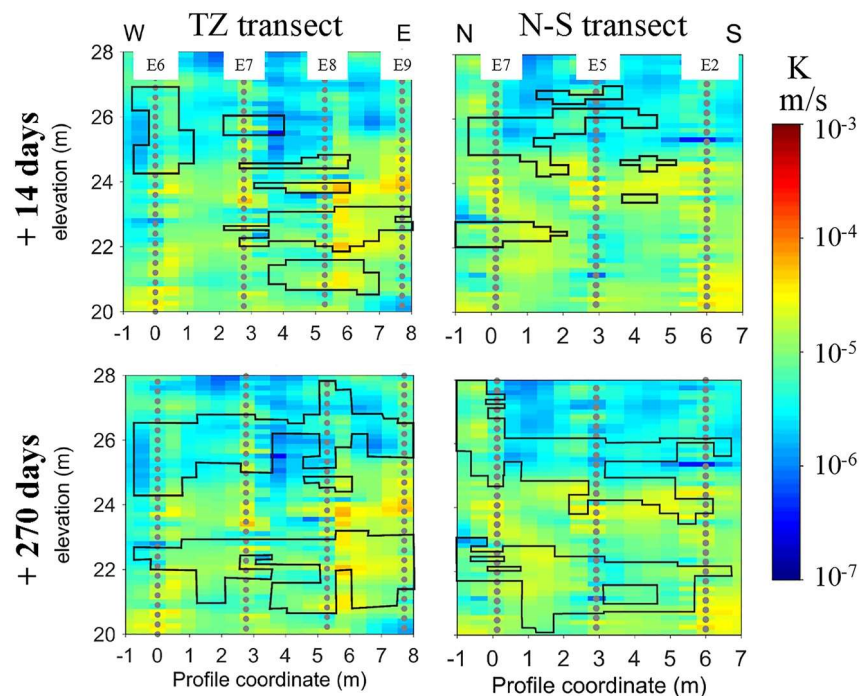 TZ transect
N-S transect
W
E
N
S
E6
E7
E8
E9
E7
E5
E2
K
m/s
+ 14 days
elevation (m)
28
26
24
22
20
-1 0 1 2 3 4 5 6 7 8
-1 0 1 2 3 4 5 6 7
10-3
10-4
10-5
10-6
10-7
+ 270 days
elevation (m)
28
26
24
22
20
-1 0 1 2 3 4 5 6 7 8
-1 0 1 2 3 4 5 6 7
Profile coordinate (m)
Profile coordinate (m)